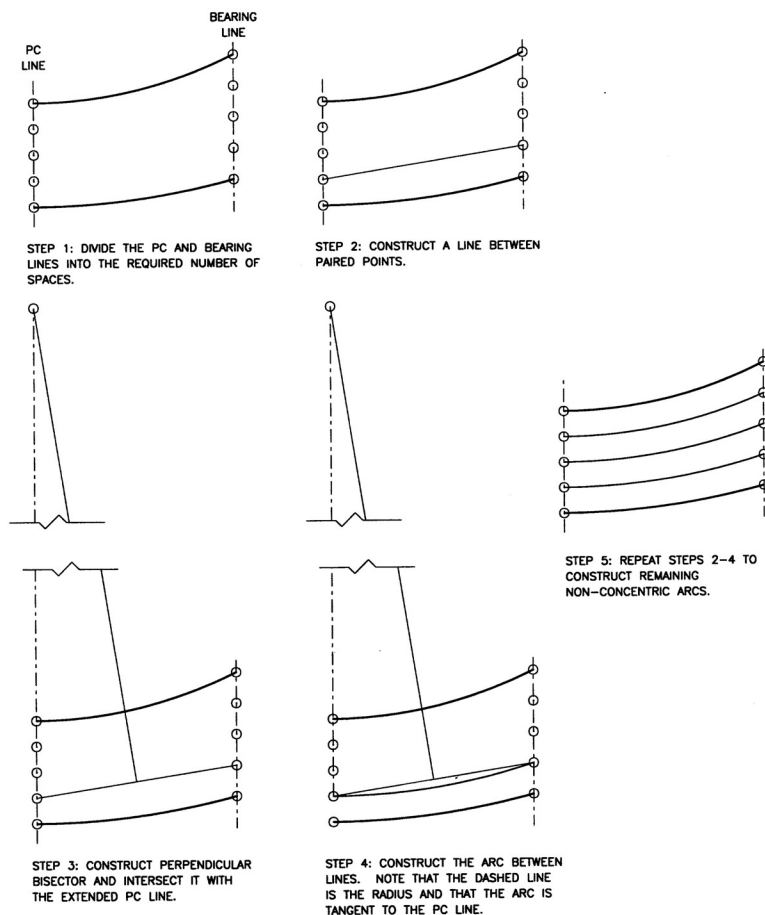 PC
LINE
BEARING
LINE
STEP 1: DIVIDE THE PC AND BEARING
LINES INTO THE REQUIRED NUMBER OF
SPACES.
STEP 2: CONSTRUCT A LINE BETWEEN
PAIRED POINTS.
STEP 3: CONSTRUCT PERPENDICULAR
BISECTOR AND INTERSECT IT WITH
THE EXTENDED PC LINE.
STEP 4: CONSTRUCT THE ARC BETWEEN
LINES. NOTE THAT THE DASHED LINE
IS THE RADIUS AND THAT THE ARC IS
TANGENT TO THE PC LINE.
STEP 5: REPEAT STEPS 2-4 TO
CONSTRUCT REMAINING
NON-CONCENTRIC ARCS.